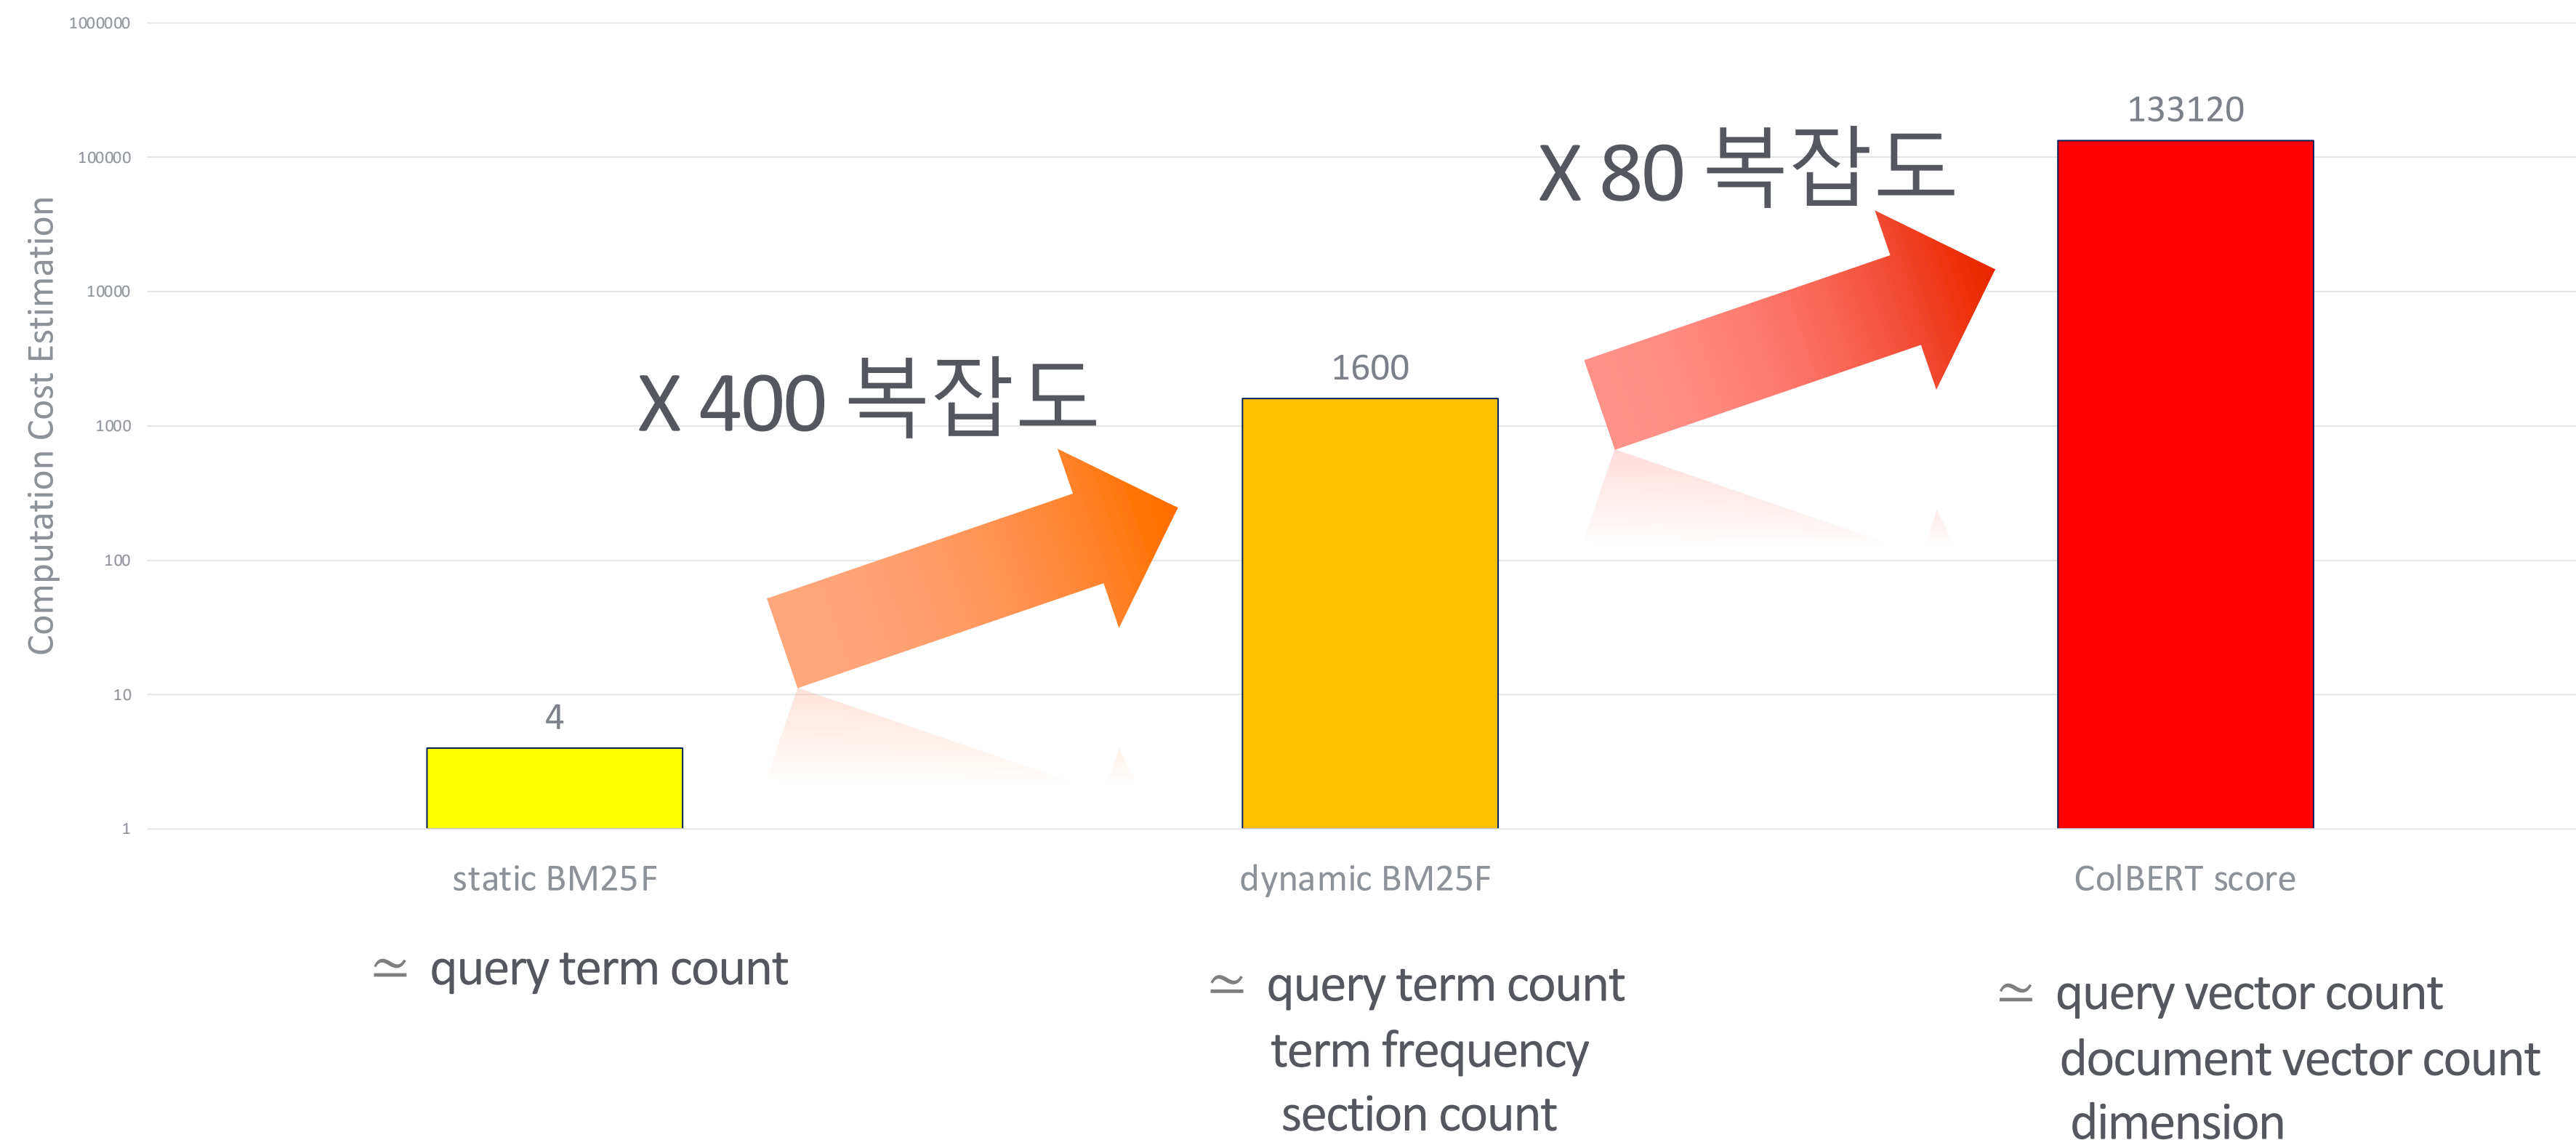 Computation Cost Estimation
1000000
100000
10000
1000
100
10
1
4
X 400 복잡도
1600
X 80 복잡도
133120
static BM25F
dynamic BM25F
ColBERT score
≃ query term count
≃ query term count
term frequency
section count
≃ query vector count
document vector count
dimension